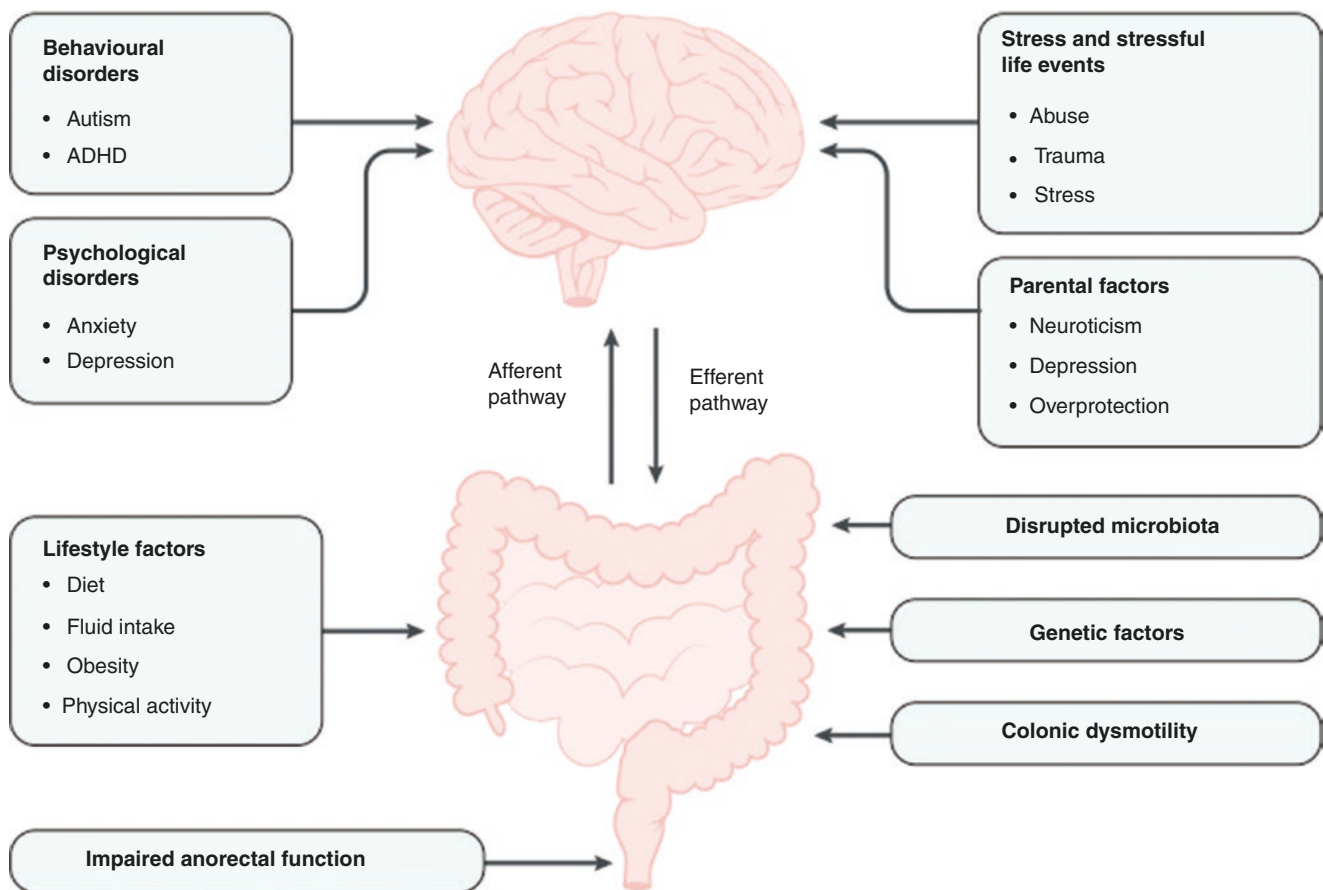 Behavioural
disorders
• Autism
• ADHD
Psychological
disorders
• Anxiety
• Depression
Stress and stressful
life events
• Abuse
• Trauma
• Stress
Parental factors
• Neuroticism
• Depression
• Overprotection
Afferent
pathway
Efferent
pathway
Lifestyle factors
• Diet
• Fluid intake
• Obesity
• Physical activity
Disrupted microbiota
Genetic factors
Colonic dysmotility
Impaired anorectal function